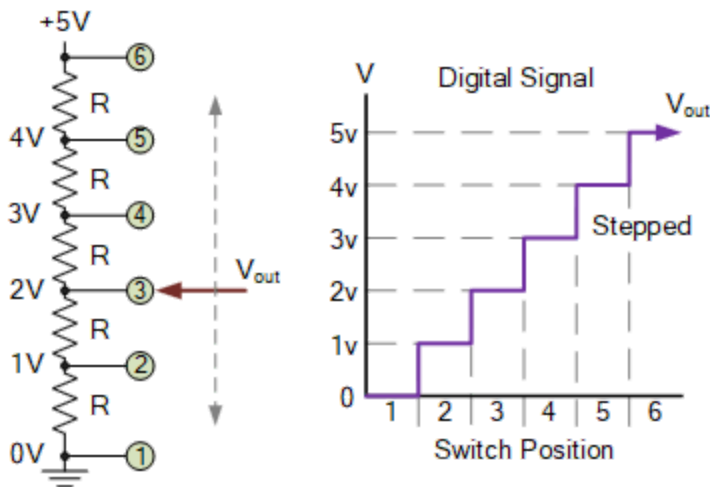 +5V
6
R
4V
5
R
3V
4
R
2V
3
Vout
R
1V
2
R
0V
1
V
Digital Signal
Vout
5v
4v
Stepped
3v
2v
1v
0
1 2 3 4 5 6
Switch Position